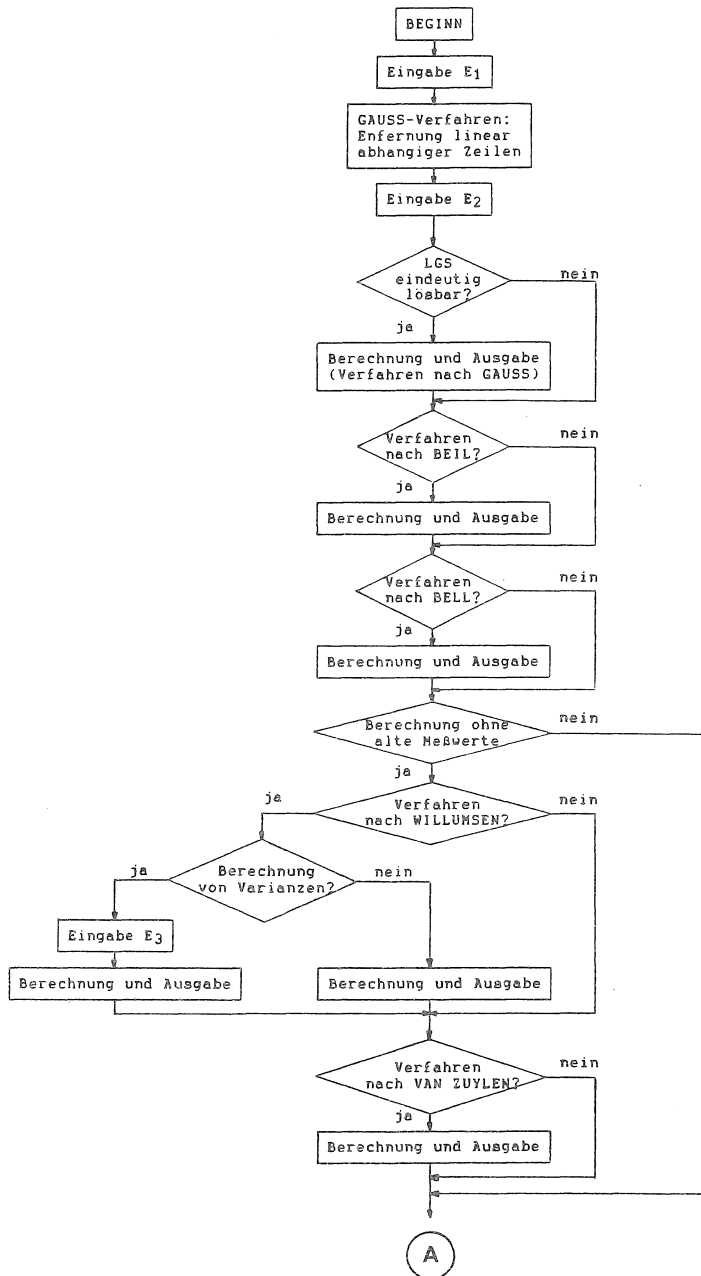 BEGINN
Eingabe E1
GAUSS-Verfahren:
Enfernung linear
abhangiger Zeilen
Eingabe E2
LGS
eindeutig
lösbar?
nein
ja
Berechnung und Ausgabe
(Verfahren nach GAUSS)
Verfahren
nach BEIL?
nein
ja
Berechnung und Ausgabe
Verfahren
nach BELL?
nein
ja
Berechnung und Ausgabe
Berechnung ohne
alte Meßwerte
nein
ja
Verfahren
nach WILLUMSEN?
ja
nein
Berechnung
von Varianzen?
ja
nein
Eingabe E3
Berechnung und Ausgabe
Berechnung und Ausgabe
Verfahren
nach VAN ZUYLEN?
nein
ja
Berechnung und Ausgabe
A